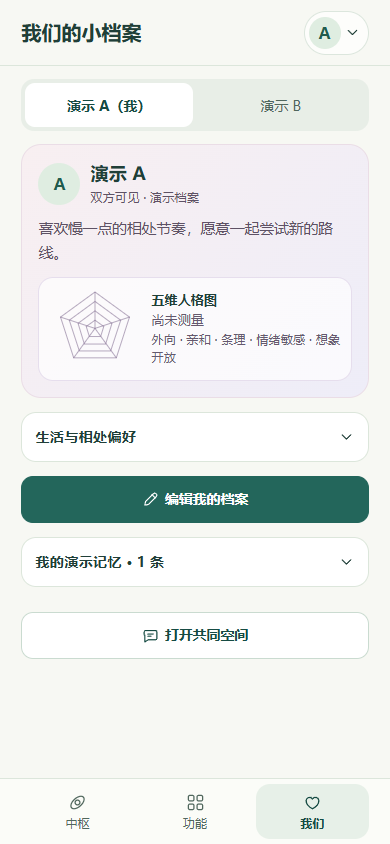 我们的小档案
A
演示 A（我）
演示 B
A
演示 A
双方可见 · 演示档案
喜欢慢一点的相处节奏，愿意一起尝试新的路
线。
五维人格图
尚未测量
外向 · 亲和 · 条理 · 情绪敏感 · 想象
开放
生活与相处偏好
编辑我的档案
我的演示记忆 • 1 条
打开共同空间
中枢
功能
我们